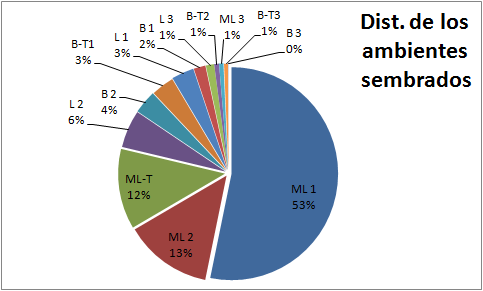 Dist. de los
ambientes
sembrados
ML 1
53%
ML 2
13%
ML-T
12%
L 2
6%
B 2
4%
B-T1
3%
L 1
3%
B 1
2%
L 3
1%
B-T2
1%
ML 3
1%
B-T3
1%
B 3
0%